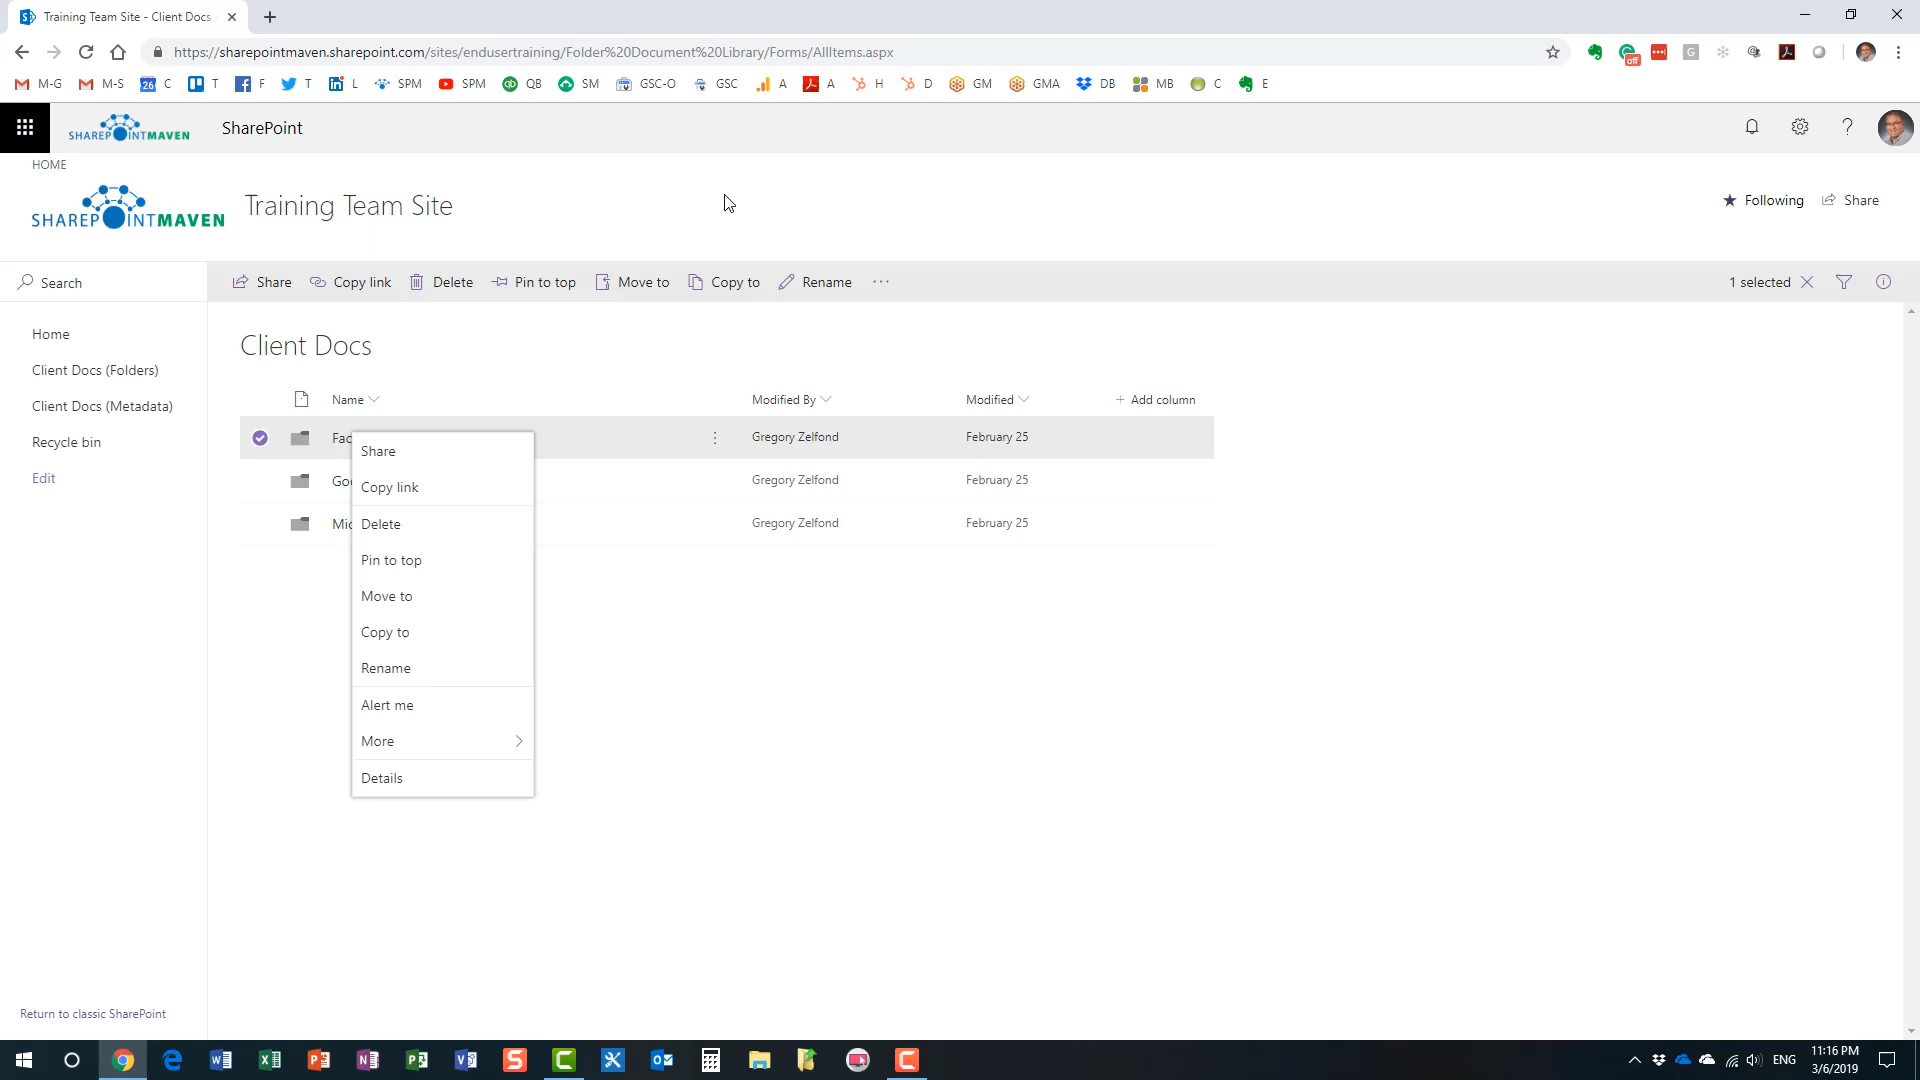 Training Team Site - Client Docs
https://sharepointmaven.sharepoint.com/sites/endusertraining/Folder%20Document%20Library/Forms/AllItems.aspx
off
M-G M-S 26 C T F T L SPM SPM QB SM GSC-O GSC A A H D GM GMA DB MB C E
SHAREPOINTMAVEN SharePoint
HOME
SHAREPOINTMAVEN Training Team Site Following Share
Search Share Copy link Delete Pin to top Move to Copy to Rename 1 selected
Home
Client Docs (Folders)
Client Docs (Metadata)
Recycle bin
Edit
Client Docs
Name Modified By Modified + Add column
Fac Gregory Zelfond February 25
Goo Gregory Zelfond February 25
Mic Gregory Zelfond February 25
Share
Copy link
Delete
Pin to top
Move to
Copy to
Rename
Alert me
More
Details
Return to classic SharePoint
ENG 11:16 PM
3/6/2019